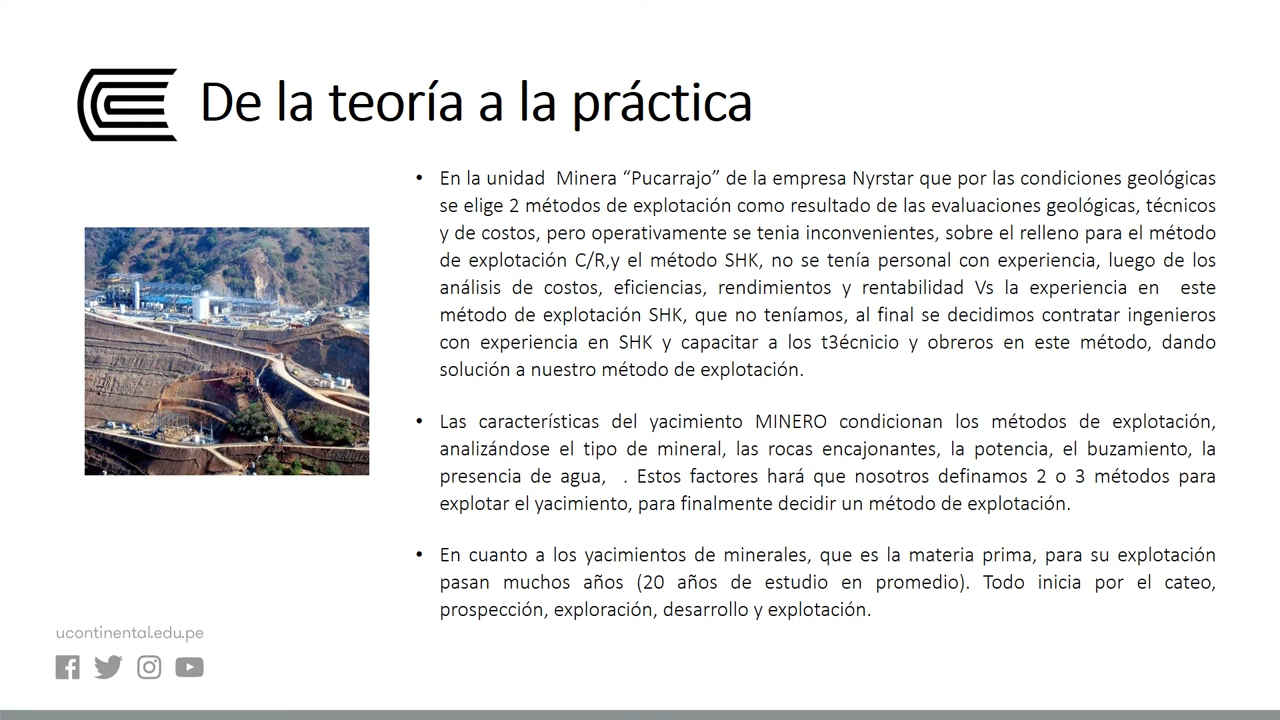 De la teoría a la práctica
• En la unidad  Minera “Pucarrajo” de la empresa Nyrstar que por las condiciones geológicas
se elige 2 métodos de explotación como resultado de las evaluaciones geológicas, técnicos
y de costos, pero operativamente se tenia inconvenientes, sobre el relleno para el método
de explotación C/R,y el método SHK, no se tenía personal con experiencia, luego de los
análisis de costos, eficiencias, rendimientos y rentabilidad Vs la experiencia en  este
método de explotación SHK, que no teníamos, al final se decidimos contratar ingenieros
con experiencia en SHK y capacitar a los t3écnicio y obreros en este método, dando
solución a nuestro método de explotación.
• Las características del yacimiento MINERO condicionan los métodos de explotación,
analizándose el tipo de mineral, las rocas encajonantes, la potencia, el buzamiento, la
presencia de agua,  . Estos factores hará que nosotros definamos 2 o 3 métodos para
explotar el yacimiento, para finalmente decidir un método de explotación.
• En cuanto a los yacimientos de minerales, que es la materia prima, para su explotación
pasan muchos años (20 años de estudio en promedio). Todo inicia por el cateo,
prospección, exploración, desarrollo y explotación.
ucontinental.edu.pe